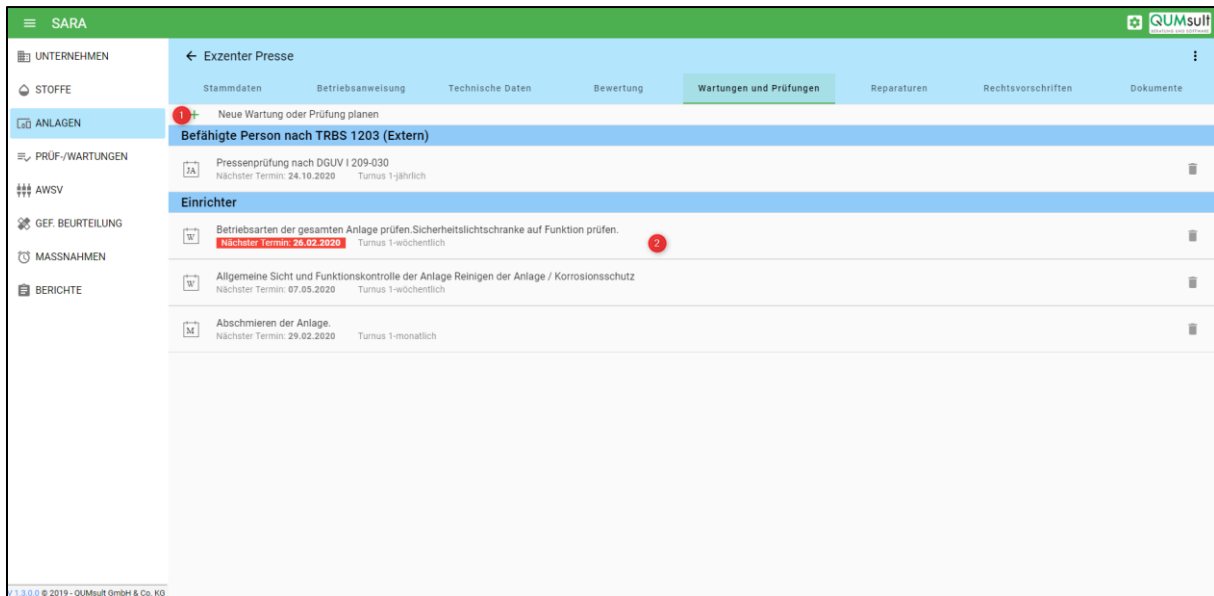 SARA
QUMsult
BERATUNG UND SOFTWARE
UNTERNEHMEN
STOFFE
ANLAGEN
PRÜF-/WARTUNGEN
AWSV
GEF. BEURTEILUNG
MASSNAHMEN
BERICHTE
V 1.3.0.0 © 2019 - QUMsult GmbH & Co. KG
Exzenter Presse
Stammdaten Betriebsanweisung Technische Daten Bewertung Wartungen und Prüfungen Reparaturen Rechtsvorschriften Dokumente
1 + Neue Wartung oder Prüfung planen
Befähigte Person nach TRBS 1203 (Extern)
JA Pressenprüfung nach DGUV I 209-030
Nächster Termin: 24.10.2020 Turnus 1-jährlich
Einrichter
W Betriebsarten der gesamten Anlage prüfen.Sicherheitslichtschranke auf Funktion prüfen.
Nächster Termin: 26.02.2020 Turnus 1-wöchentlich 2
W Allgemeine Sicht und Funktionskontrolle der Anlage Reinigen der Anlage / Korrosionsschutz
Nächster Termin: 07.05.2020 Turnus 1-wöchentlich
M Abschmieren der Anlage.
Nächster Termin: 29.02.2020 Turnus 1-monatlich